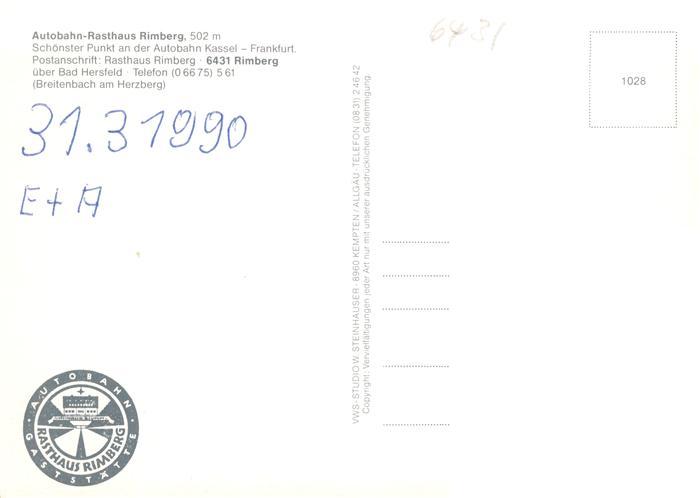 Autobahn-Rasthaus Rimberg, 502 m
Schönster Punkt an der Autobahn Kassel – Frankfurt.
Postanschrift: Rasthaus Rimberg · 6431 Rimberg
über Bad Hersfeld · Telefon (0 66 75) 5 61
(Breitenbach am Herzberg)
31.3 1990
E + A
6431
1028
VWS-STUDIO W. STEINHAUSER · 8960 KEMPTEN / ALLGÄU · TELEFON (08 31) 2 46 42
Copyright: Vervielfältigungen jeder Art nur mit unserer ausdrücklichen Genehmigung.
· AUTOBAHN ·
RASTHAUS RIMBERG
GASTSTÄTTE